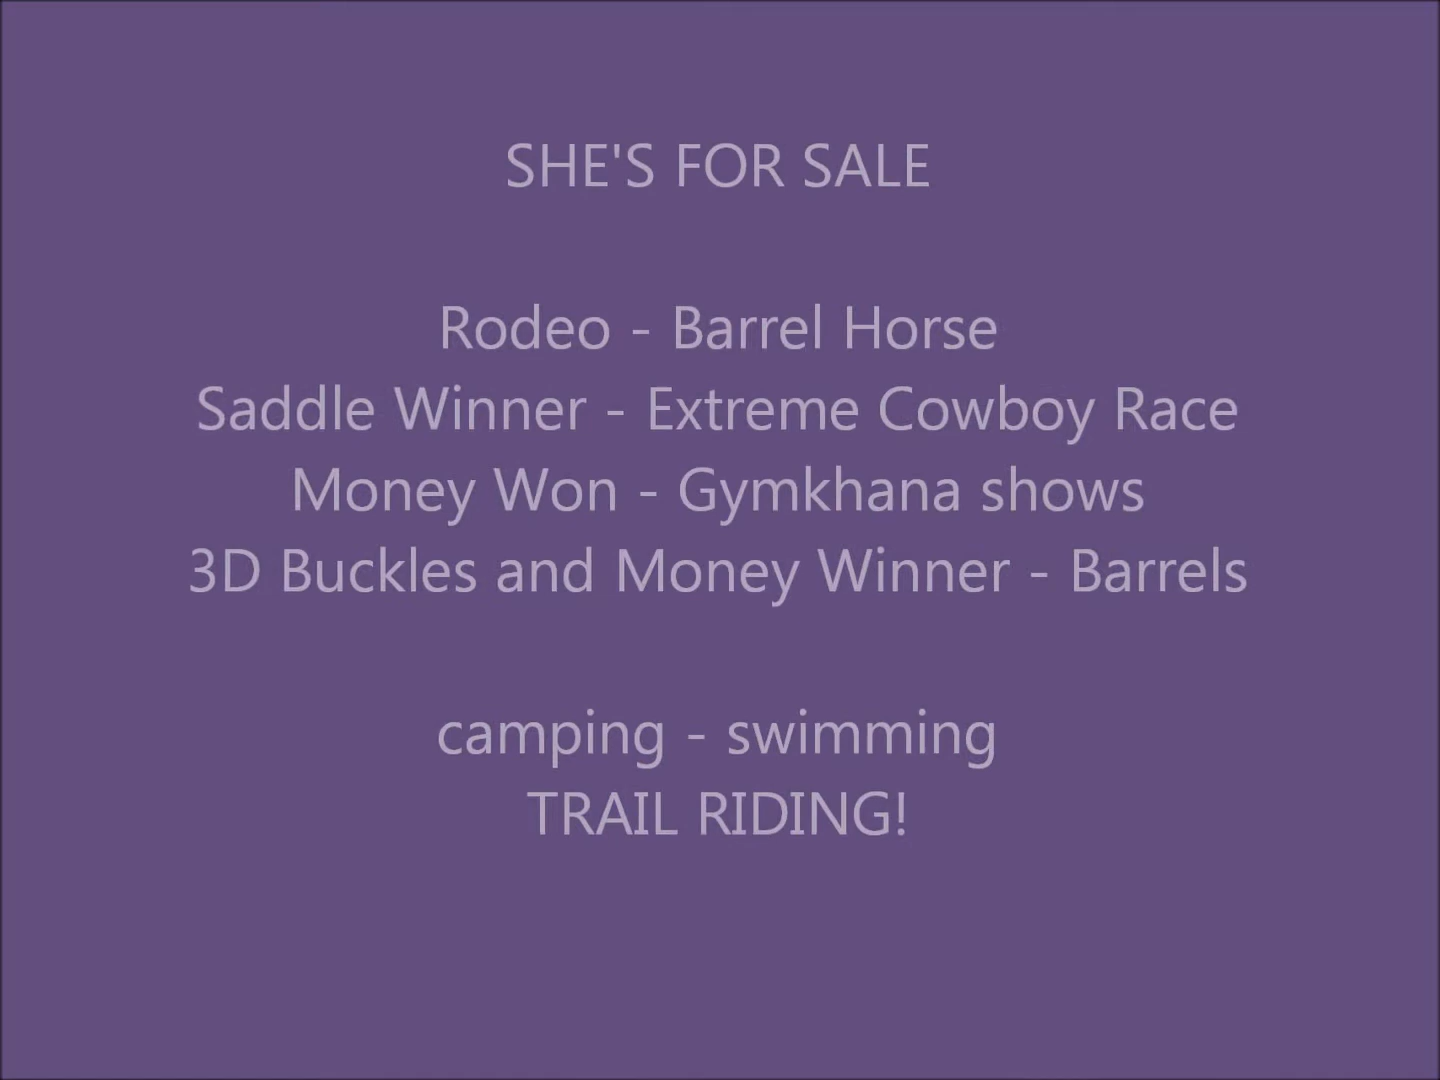 SHE'S FOR SALE
Rodeo - Barrel Horse
Saddle Winner - Extreme Cowboy Race
Money Won - Gymkhana shows
3D Buckles and Money Winner - Barrels
camping - swimming
TRAIL RIDING!